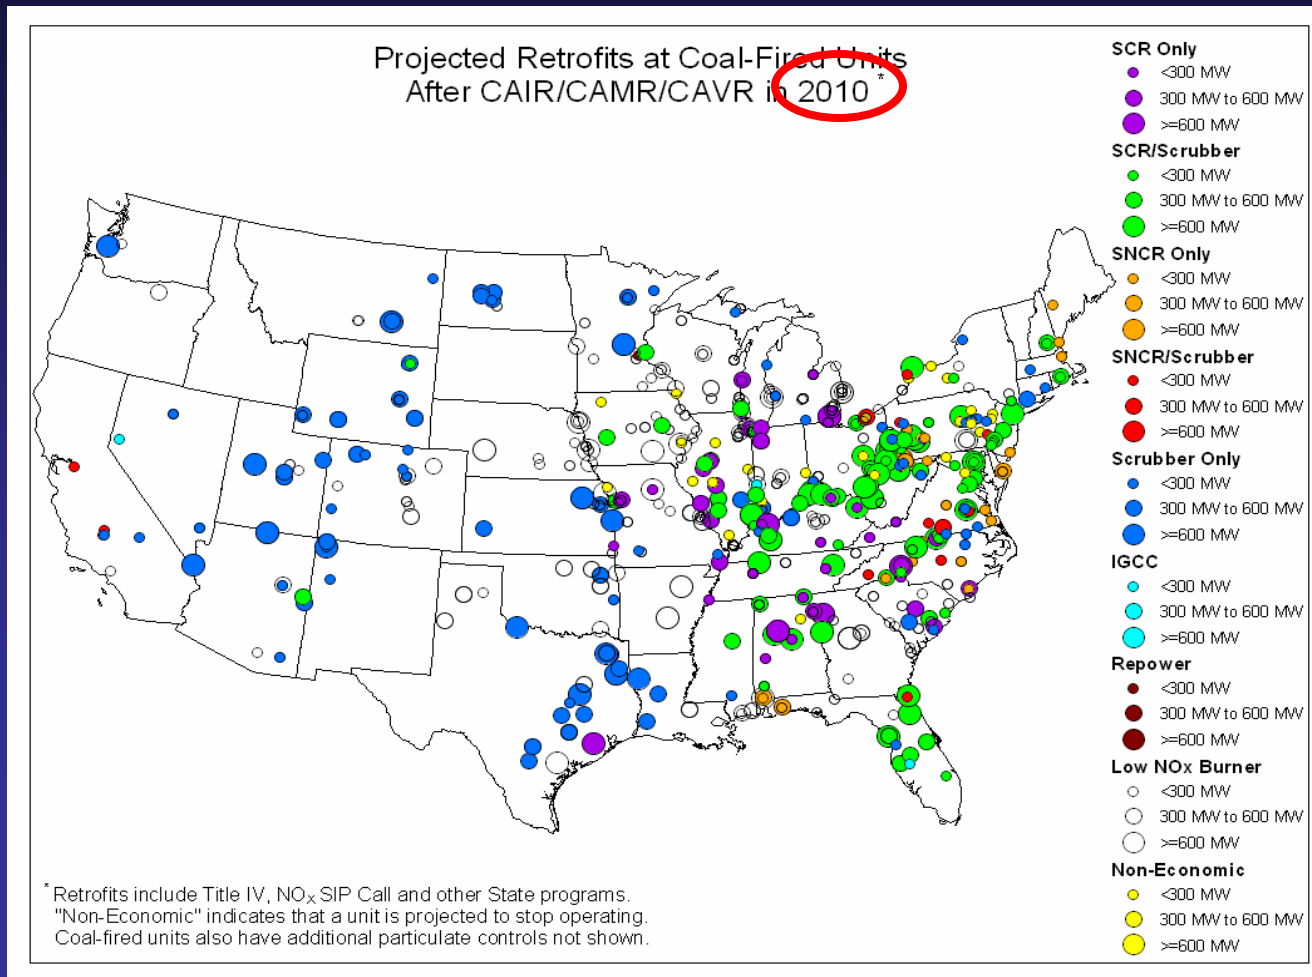 Projected Retrofits at Coal-Fired Units
After CAIR/CAMR/CAVR in 2010 *
SCR Only
<300 MW
300 MW to 600 MW
>=600 MW
SCR/Scrubber
<300 MW
300 MW to 600 MW
>=600 MW
SNCR Only
<300 MW
300 MW to 600 MW
>=600 MW
SNCR/Scrubber
<300 MW
300 MW to 600 MW
>=600 MW
Scrubber Only
<300 MW
300 MW to 600 MW
>=600 MW
IGCC
<300 MW
300 MW to 600 MW
>=600 MW
Repower
<300 MW
300 MW to 600 MW
>=600 MW
Low NOx Burner
<300 MW
300 MW to 600 MW
>=600 MW
Non-Economic
<300 MW
300 MW to 600 MW
>=600 MW
* Retrofits include Title IV, NOx SIP Call and other State programs.
"Non-Economic" indicates that a unit is projected to stop operating.
Coal-fired units also have additional particulate controls not shown.